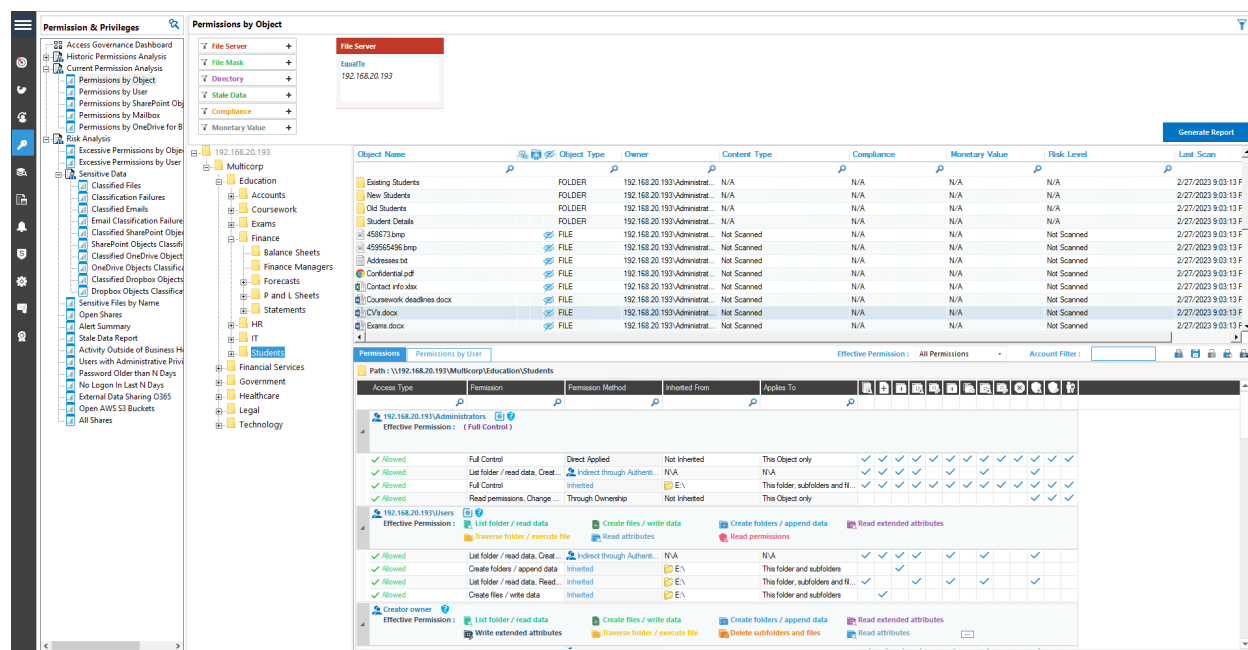 Permission & Privileges
Access Governance Dashboard
Historic Permissions Analysis
Current Permission Analysis
Permissions by Object
Permissions by User
Permissions by SharePoint Obj
Permissions by Mailbox
Permissions by OneDrive for B
Risk Analysis
Excessive Permissions by Obje
Excessive Permissions by User
Sensitive Data
Classified Files
Classification Failures
Classified Emails
Email Classification Failure
Classified SharePoint Obje
SharePoint Objects Classifi
Classified OneDrive Objects
OneDrive Objects Classifica
Classified Dropbox Objects
Dropbox Objects Classifica
Sensitive Files by Name
Open Shares
Alert Summary
Stale Data Report
Activity Outside of Business H
Users with Administrative Privi
Password Older than N Days
No Logon In Last N Days
External Data Sharing O365
Open AWS S3 Buckets
All Shares
Permissions by Object
File Server +
File Mask +
Directory +
Stale Data +
Compliance +
Monetary Value +
File Server
EqualTo
192.168.20.193
Generate Report
192.168.20.193
Multicorp
Education
Accounts
Coursework
Exams
Finance
Balance Sheets
Finance Managers
Forecasts
P and L Sheets
Statements
HR
IT
Students
Financial Services
Government
Healthcare
Legal
Technology
Object Name Object Type Owner Content Type Compliance Monetary Value Risk Level Last Scan
Existing Students FOLDER 192.168.20.193\Administrat... N/A N/A N/A N/A 2/27/2023 9:03:13 F
New Students FOLDER 192.168.20.193\Administrat... N/A N/A N/A N/A 2/27/2023 9:03:13 F
Old Students FOLDER 192.168.20.193\Administrat... N/A N/A N/A N/A 2/27/2023 9:03:13 F
Student Details FOLDER 192.168.20.193\Administrat... N/A N/A N/A N/A 2/27/2023 9:03:13 F
458673.bmp FILE 192.168.20.193\Administrat... Not Scanned N/A N/A Not Scanned 2/27/2023 9:03:13 F
459565496.bmp FILE 192.168.20.193\Administrat... Not Scanned N/A N/A Not Scanned 2/27/2023 9:03:13 F
Addresses.txt FILE 192.168.20.193\Administrat... Not Scanned N/A N/A Not Scanned 2/27/2023 9:03:13 F
Confidential.pdf FILE 192.168.20.193\Administrat... Not Scanned N/A N/A Not Scanned 2/27/2023 9:03:13 F
Contact info.xlsx FILE 192.168.20.193\Administrat... Not Scanned N/A N/A Not Scanned 2/27/2023 9:03:13 F
Coursework deadlines.docx FILE 192.168.20.193\Administrat... Not Scanned N/A N/A Not Scanned 2/27/2023 9:03:13 F
CV's.docx FILE 192.168.20.193\Administrat... Not Scanned N/A N/A Not Scanned 2/27/2023 9:03:13 F
Exams.docx FILE 192.168.20.193\Administrat... Not Scanned N/A N/A Not Scanned 2/27/2023 9:03:13 F
Permissions Permissions by User Effective Permission : All Permissions Account Filter :
Path : \\192.168.20.193\Multicorp\Education\Students
Access Type Permission Permission Method Inherited From Applies To
192.168.20.193\Administrators
Effective Permission : ( Full Control )
Allowed Full Control Direct Applied Not Inherited This Object only
Allowed List folder / read data, Creat... Indirect through Authenti... N\A N\A
Allowed Full Control Inherited E:\ This folder, subfolders and fil...
Allowed Read permissions, Change ... Through Ownership Not Inherited This Object only
192.168.20.193\Users
Effective Permission : List folder / read data Create files / write data Create folders / append data Read extended attributes
Traverse folder / execute file Read attributes Read permissions
Allowed List folder / read data, Creat... Indirect through Authenti... N\A N\A
Allowed Create folders / append data Inherited E:\ This folder and subfolders
Allowed List folder / read data, Read... Inherited E:\ This folder, subfolders and fil...
Allowed Create files / write data Inherited E:\ This folder and subfolders
Creator owner
Effective Permission : List folder / read data Create files / write data Create folders / append data Read extended attributes
Write extended attributes Traverse folder / execute file Delete subfolders and files Read attributes ...